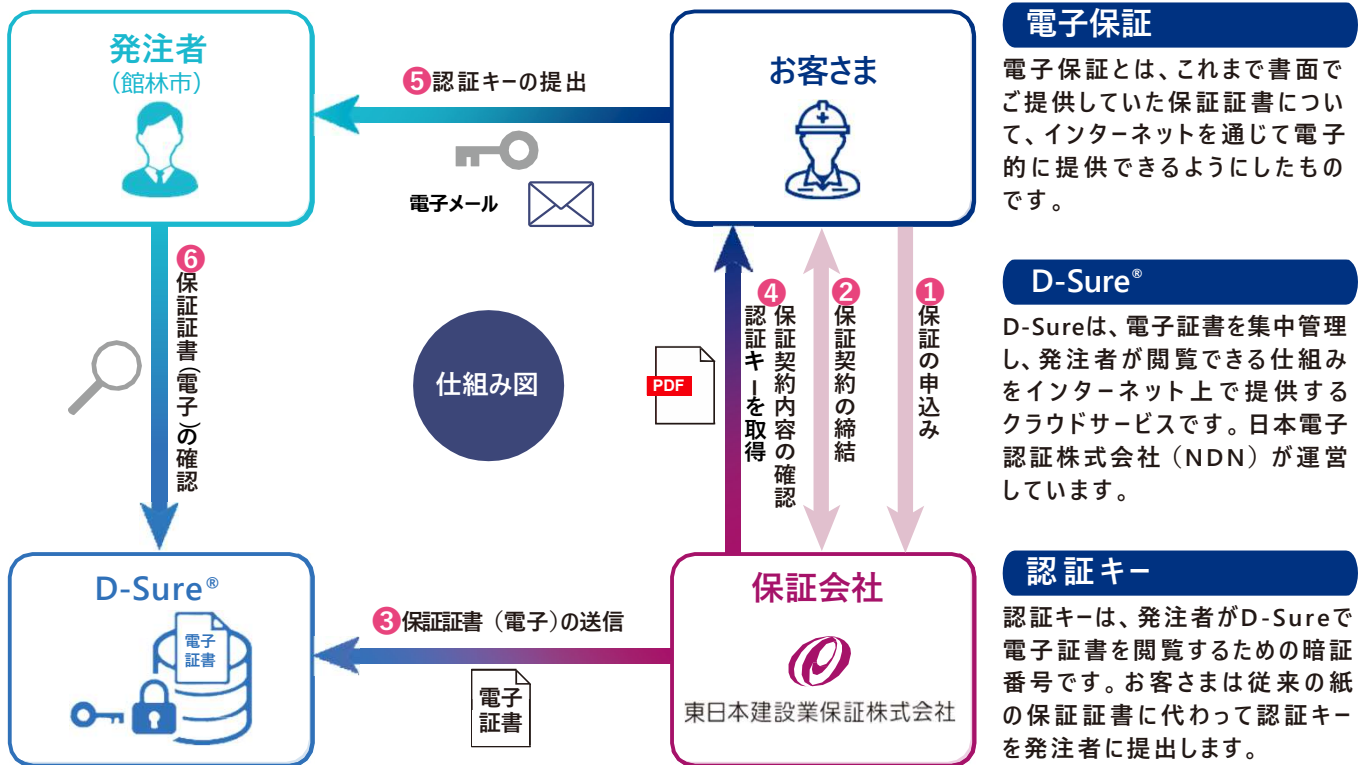 発注者
（館林市）
❺認証キーの提出
電子メール
お客さま
❻保証証書（電子）の確認
仕組み図
PDF
❹保証契約内容の確認
認証キーを取得
❷保証契約の締結
❶保証の申込み
D-Sure®
電子
証書
❸保証証書（電子）の送信
電子
証書
保証会社
東日本建設業保証株式会社
電子保証
電子保証とは、これまで書面で
ご提供していた保証証書につい
て、インターネットを通じて電子
的に提供できるようにしたもの
です。
D-Sure®
D-Sureは、電子証書を集中管理
し、発注者が閲覧できる仕組み
をインターネット上で提供する
クラウドサービスです。日本電子
認証株式会社（NDN）が運営
しています。
認証キー
認証キーは、発注者がD-Sureで
電子証書を閲覧するための暗証
番号です。お客さまは従来の紙
の保証証書に代わって認証キー
を発注者に提出します。